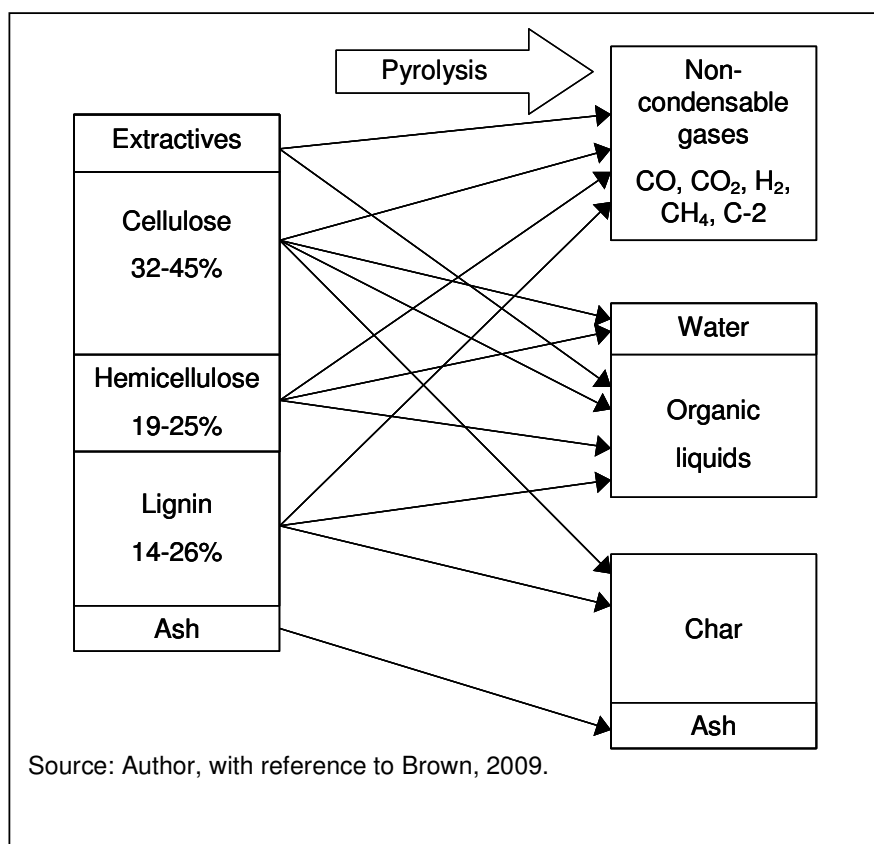 Pyrolysis
Extractives
Cellulose
32-45%
Hemicellulose
19-25%
Lignin
14-26%
Ash
Non-
condensable
gases
CO, CO₂, H₂,
CH₄, C-2
Water
Organic
liquids
Char
Ash
Source: Author, with reference to Brown, 2009.